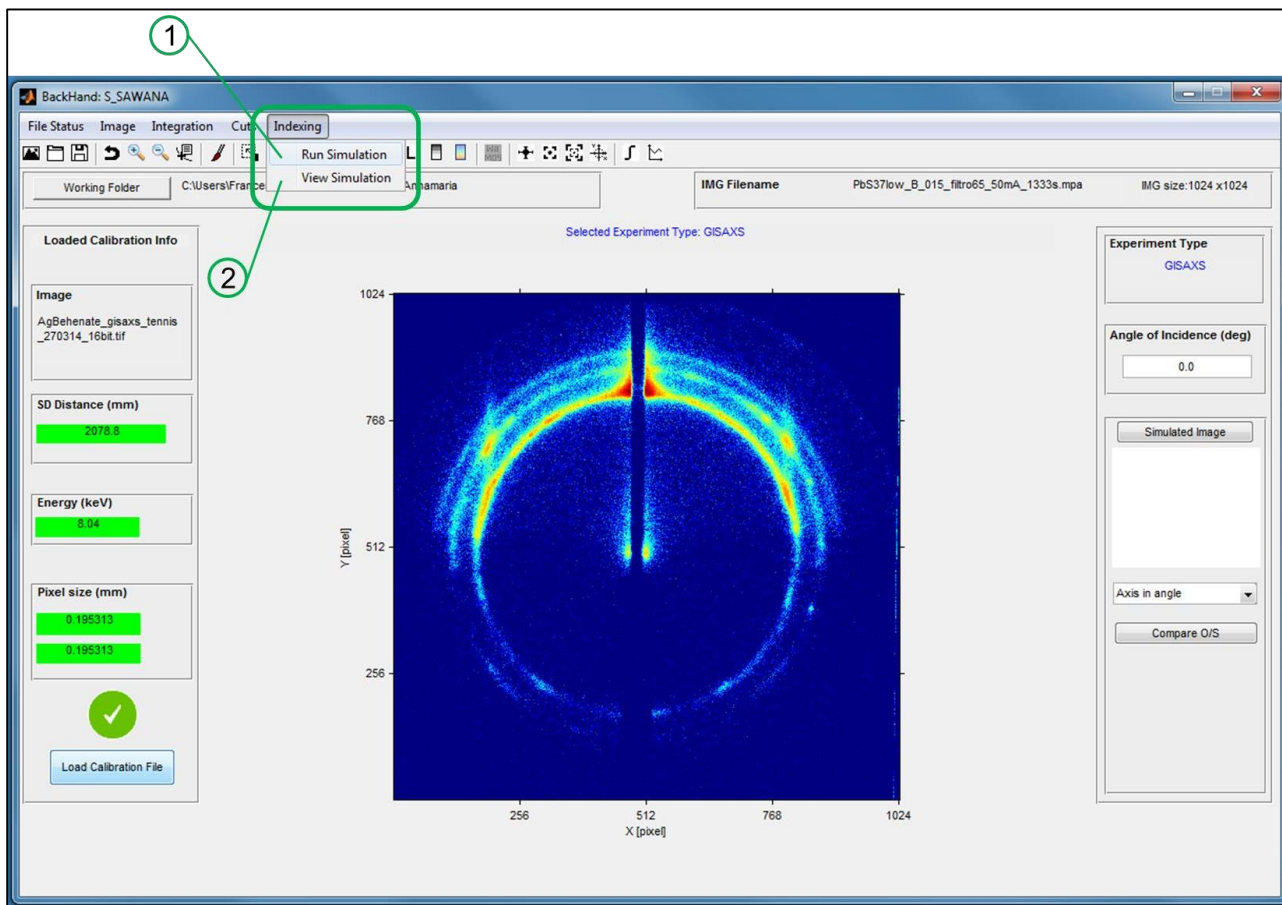 1
BackHand: S_SAWANA
File Status Image Integration Cuts Indexing
Run Simulation
View Simulation
Working Folder
Annamaria
IMG Filename PbS37low_B_015_filtro65_50mA_1333s.mpa IMG size:1024 x1024
2
Loaded Calibration Info
Image
AgBehenate_gisaxs_tennis
_270314_16bit.tif
SD Distance (mm)
2078.8
Energy (keV)
8.04
Pixel size (mm)
0.195313
0.195313
Load Calibration File
Selected Experiment Type: GISAXS
1024
768
512
256
Y [pixel]
256 512 768 1024
X [pixel]
Experiment Type
GISAXS
Angle of Incidence (deg)
0.0
Simulated Image
Axis in angle
Compare O/S